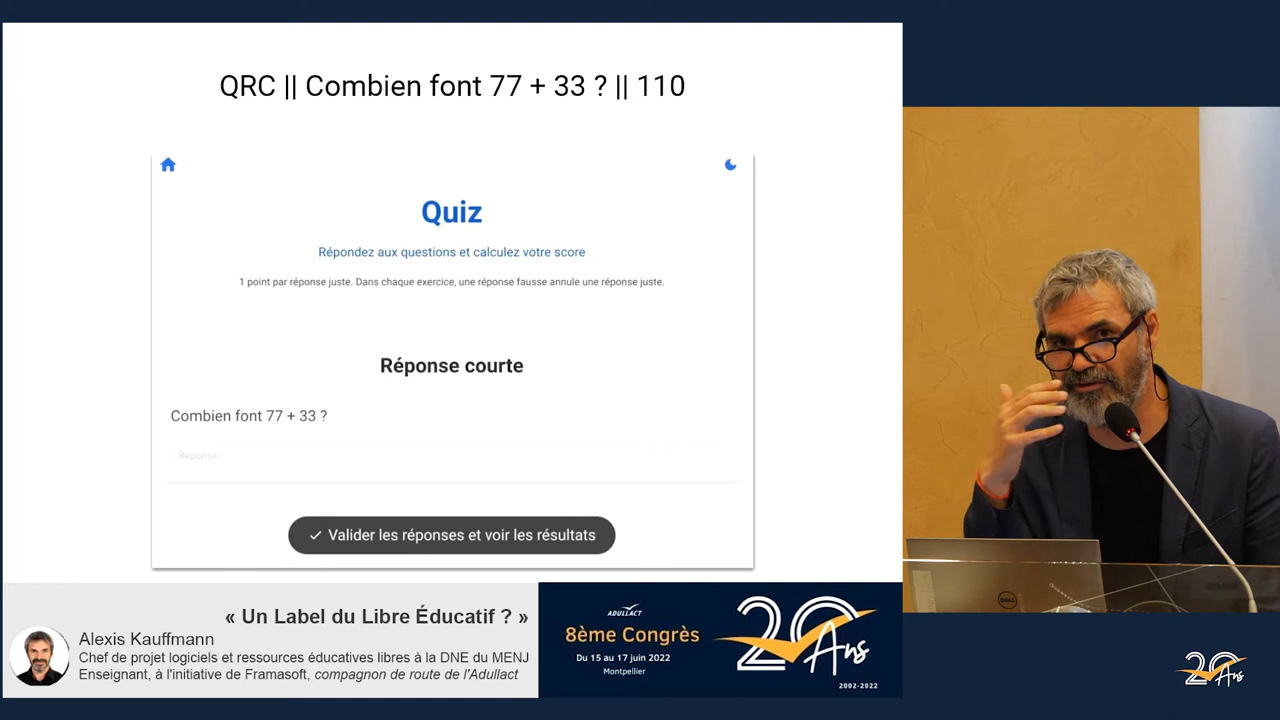 QRC || Combien font 77 + 33 ? || 110
Quiz
Répondez aux questions et calculez votre score
1 point par réponse juste. Dans chaque exercice, une réponse fausse annule une réponse juste.
Réponse courte
Combien font 77 + 33 ?
Réponse
Valider les réponses et voir les résultats
« Un Label du Libre Éducatif ? »
Alexis Kauffmann
Chef de projet logiciels et ressources éducatives libres à la DNE du MENJ
Enseignant, à l'initiative de Framasoft, compagnon de route de l'Adullact
ADULLACT
8ème Congrès
Du 15 au 17 juin 2022
Montpellier
20 Ans
2002-2022
DELL
20 Ans